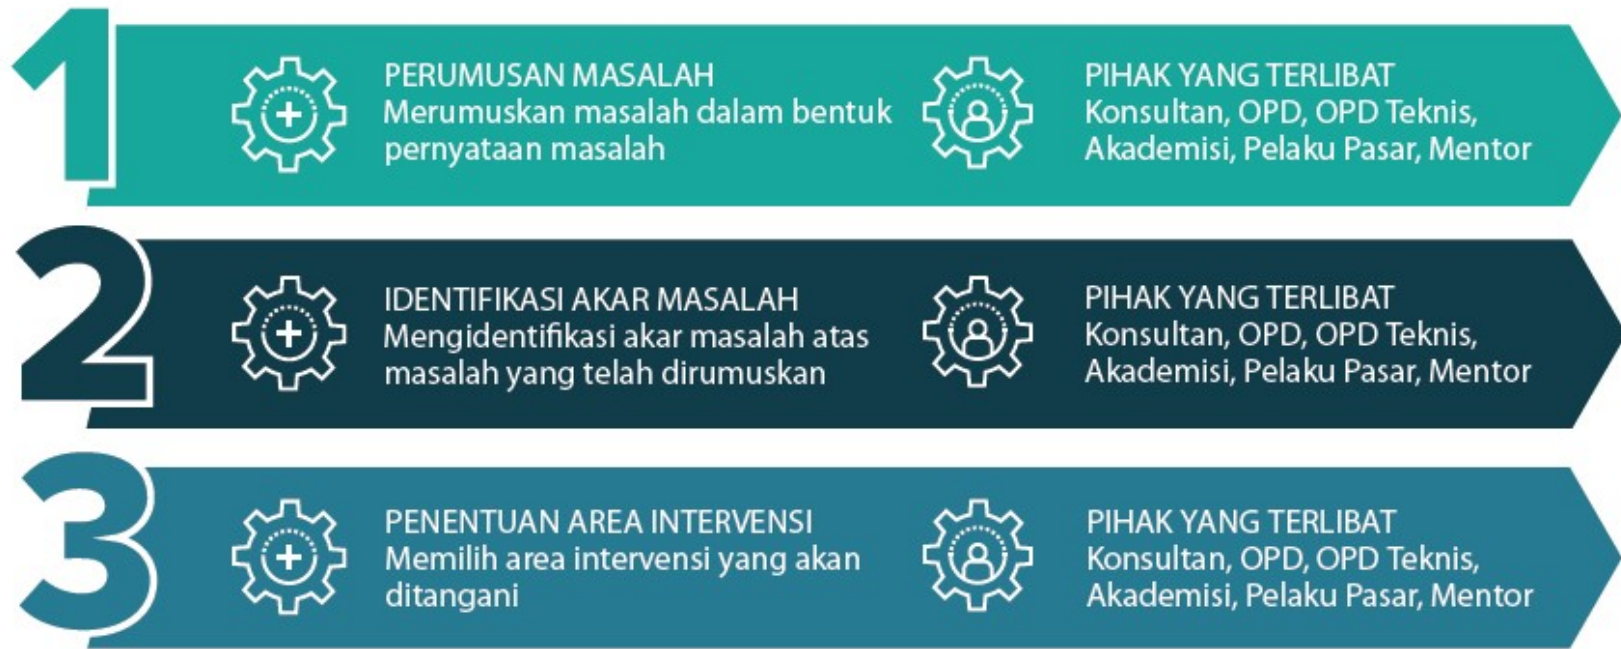 1
PERUMUSAN MASALAH
Merumuskan masalah dalam bentuk
pernyataan masalah
PIHAK YANG TERLIBAT
Konsultan, OPD, OPD Teknis,
Akademisi, Pelaku Pasar, Mentor
2
IDENTIFIKASI AKAR MASALAH
Mengidentifikasi akar masalah atas
masalah yang telah dirumuskan
PIHAK YANG TERLIBAT
Konsultan, OPD, OPD Teknis,
Akademisi, Pelaku Pasar, Mentor
3
PENENTUAN AREA INTERVENSI
Memilih area intervensi yang akan
ditangani
PIHAK YANG TERLIBAT
Konsultan, OPD, OPD Teknis,
Akademisi, Pelaku Pasar, Mentor